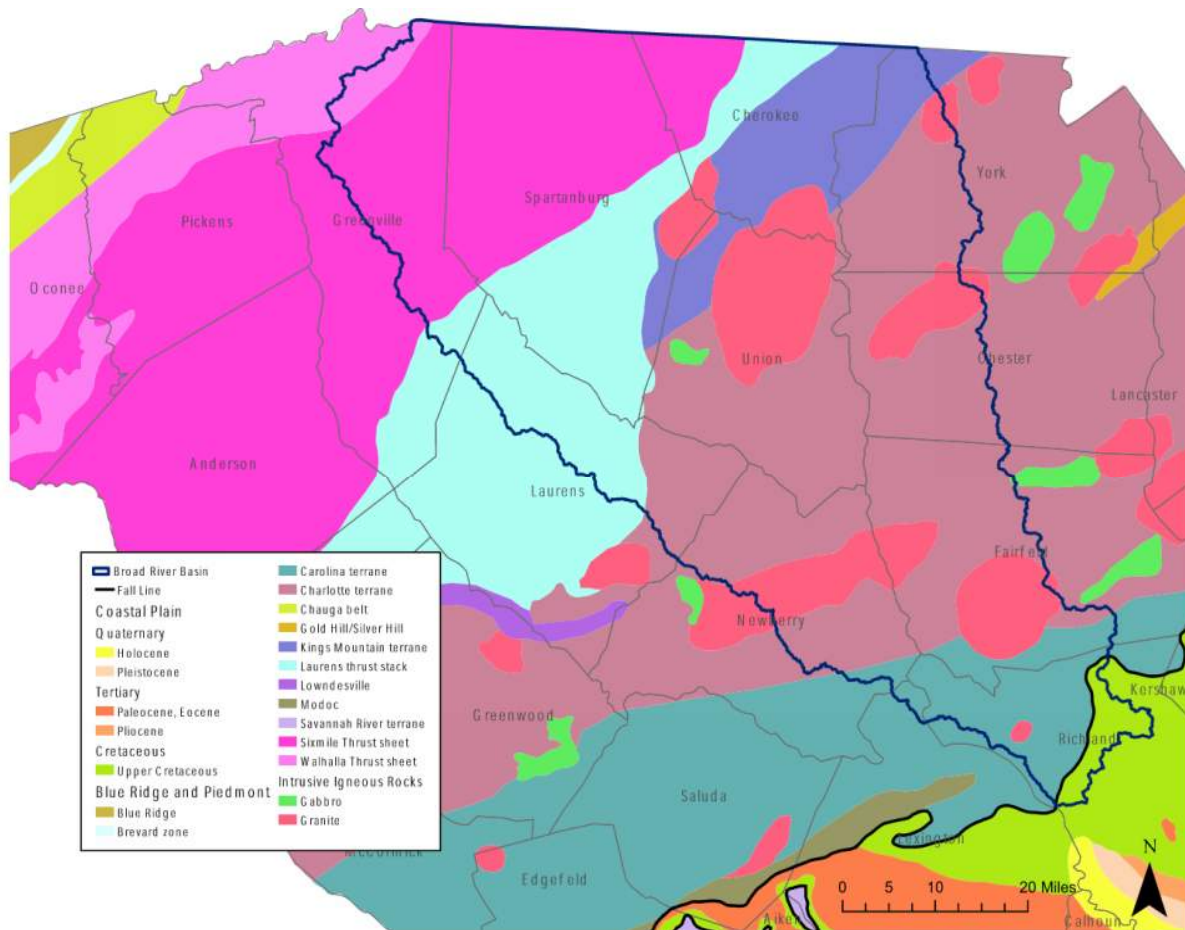 Cherokee
York
Spartanburg
Pickens
Greenville
Oconee
Union
Chester
Lancaster
Anderson
Laurens
Fairfield
Newberry
Greenwood
Kershaw
Richland
Saluda
Lexington
McCormick
Edgefeld
Aiken
Calhoun
Broad River Basin
Fall Line
Coastal Plain
Quaternary
Holocene
Pleistocene
Tertiary
Paleocene, Eocene
Pliocene
Cretaceous
Upper Cretaceous
Blue Ridge and Piedmont
Blue Ridge
Brevard zone
Carolina terrane
Charlotte terrane
Chauga belt
Gold Hill/Silver Hill
Kings Mountain terrane
Laurens thrust stack
Lowndesville
Modoc
Savannah River terrane
Sixmile Thrust sheet
Walhalla Thrust sheet
Intrusive Igneous Rocks
Gabbro
Granite
0 5 10 20 Miles
N